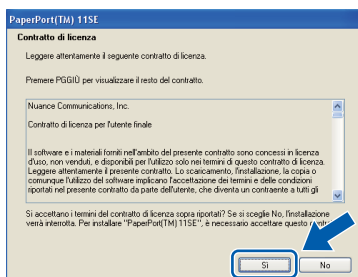 PaperPort(TM) 11SE
Contratto di licenza
Leggere attentamente il seguente contratto di licenza.
Premere PGGIÙ per visualizzare il resto del contratto.
Nuance Communications, Inc.
Contratto di licenza per l'utente finale
Il software e i materiali forniti nell'ambito del presente contratto sono concessi in licenza
d'uso, non venduti, e disponibili per l'utilizzo solo nei termini di questo contratto di licenza.
Leggere attentamente il presente contratto. Lo scaricamento, l'installazione, la copia o
comunque l'utilizzo del software implicano l'accettazione dei termini e delle condizioni
riportati nel presente contratto da parte dell'utente, che diventa un contraente a tutti gli
Si accettano i termini del contratto di licenza sopra riportati? Se si sceglie No, l'installazione
verrà interrotta. Per installare "PaperPort(TM) 11SE", è necessario accettare questo
Sì
No